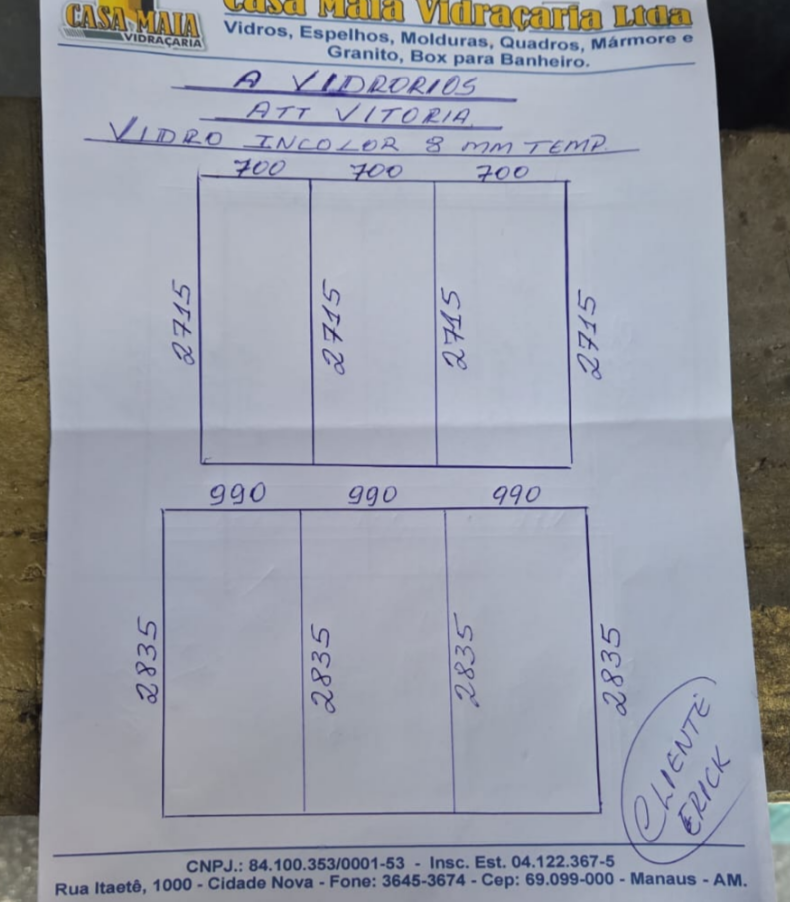 CASA MAIA
VIDRAÇARIA
Casa Maia Vidraçaria Ltda
Vidros, Espelhos, Molduras, Quadros, Mármore e
Granito, Box para Banheiro.
A VIDRORIOS
ATT VITORIA
VIDRO INCOLOR 8 MM TEMP.
700 700 700
2715 2715 2715 2715
990 990 990
2835 2835 2835 2835
CLIENTE
ERICK
CNPJ.: 84.100.353/0001-53 - Insc. Est. 04.122.367-5
Rua Itaetê, 1000 - Cidade Nova - Fone: 3645-3674 - Cep: 69.099-000 - Manaus - AM.